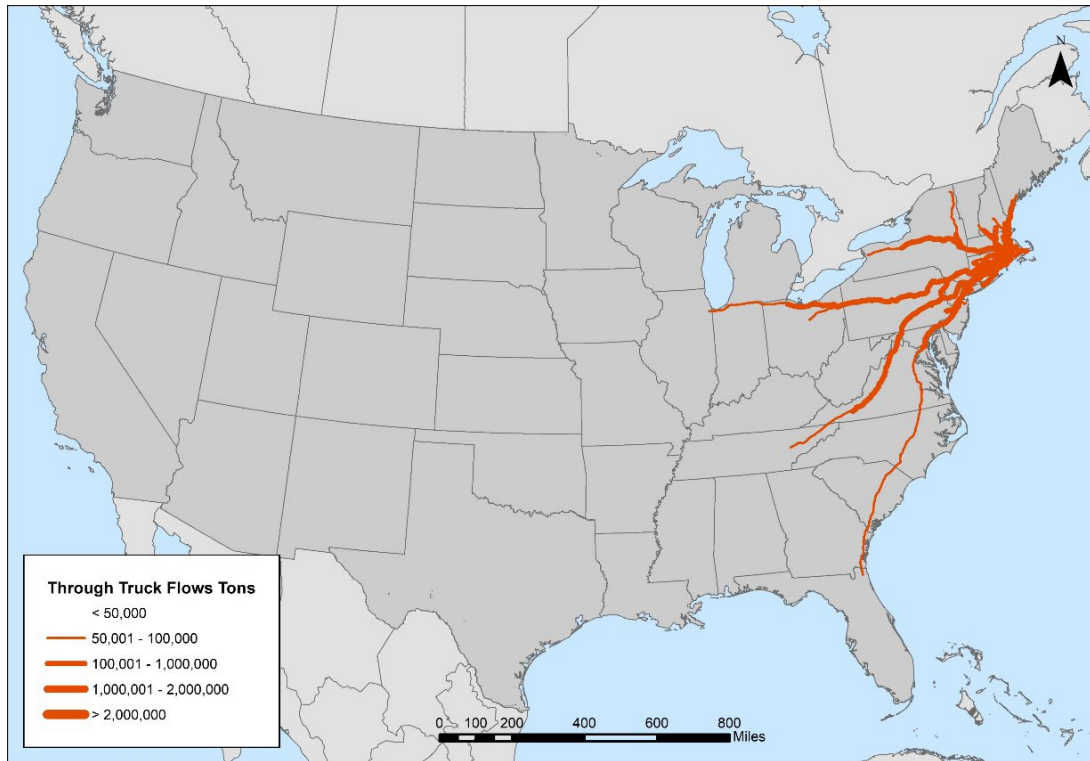 N
Through Truck Flows Tons
< 50,000
50,001 - 100,000
100,001 - 1,000,000
1,000,001 - 2,000,000
> 2,000,000
0 100 200 400 600 800
Miles